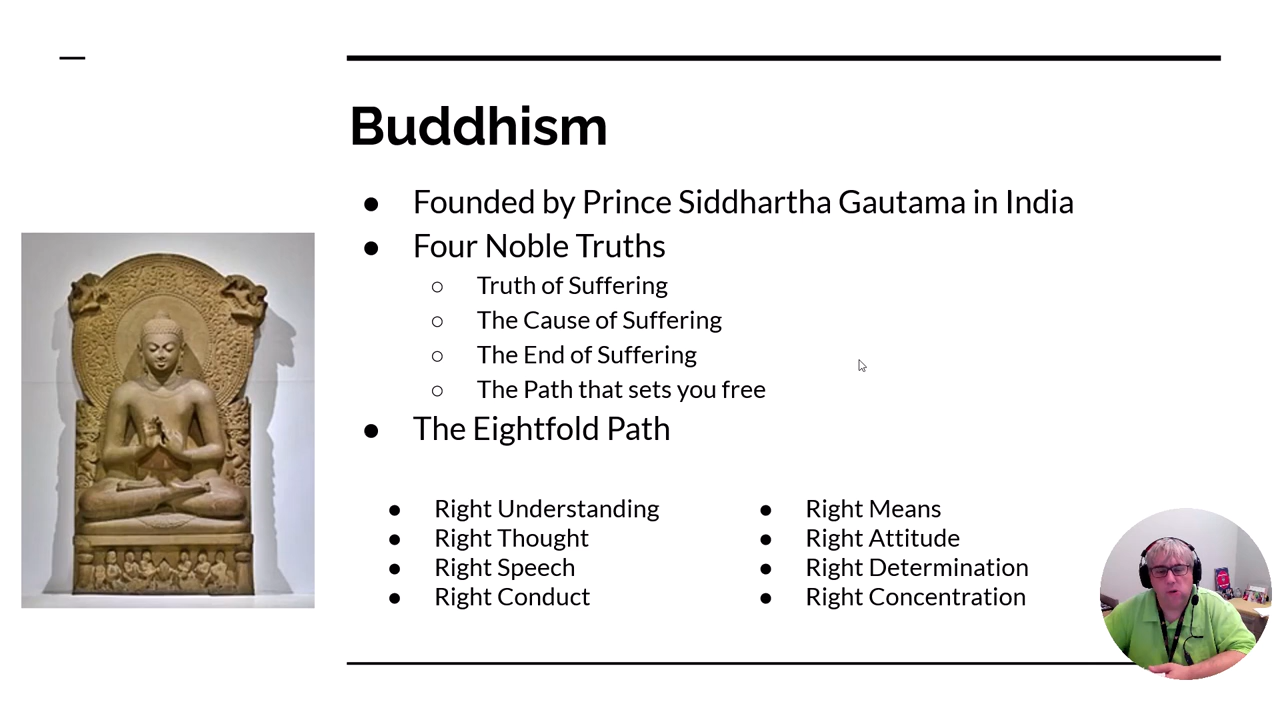 Buddhism
● Founded by Prince Siddhartha Gautama in India
● Four Noble Truths
○ Truth of Suffering
○ The Cause of Suffering
○ The End of Suffering
○ The Path that sets you free
● The Eightfold Path
● Right Understanding
● Right Thought
● Right Speech
● Right Conduct
● Right Means
● Right Attitude
● Right Determination
● Right Concentration